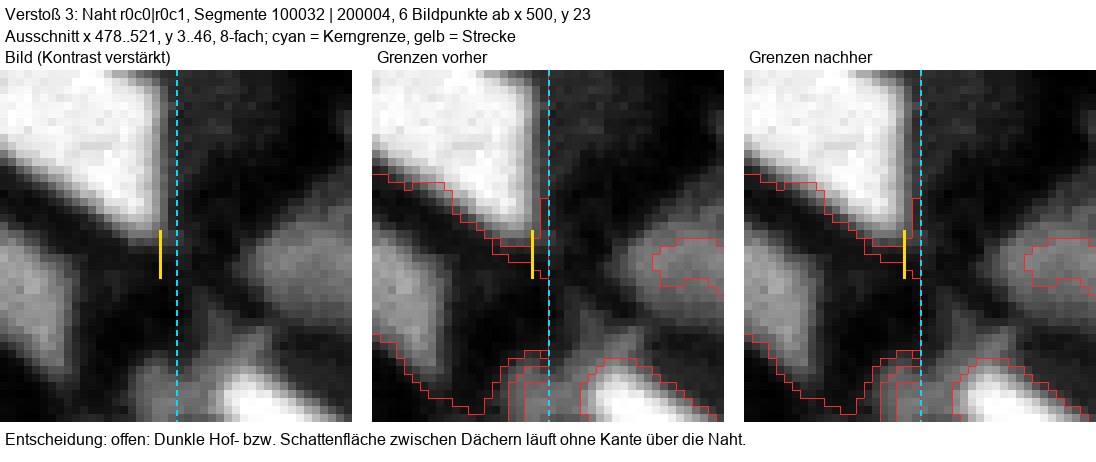 Verstoß 3: Naht r0c0|r0c1, Segmente 100032 | 200004, 6 Bildpunkte ab x 500, y 23
Ausschnitt x 478..521, y 3..46, 8-fach; cyan = Kerngrenze, gelb = Strecke
Bild (Kontrast verstärkt)
Grenzen vorher
Grenzen nachher
Entscheidung: offen: Dunkle Hof- bzw. Schattenfläche zwischen Dächern läuft ohne Kante über die Naht.